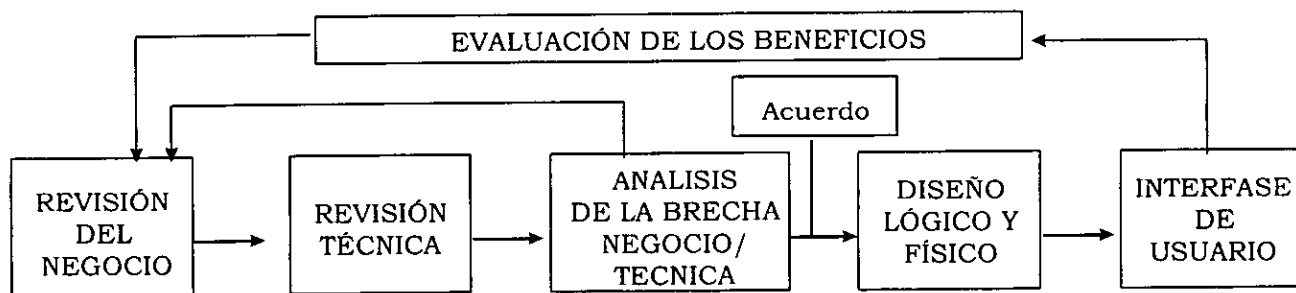 EVALUACIÓN DE LOS BENEFICIOS
Acuerdo
REVISIÓN
DEL
NEGOCIO
REVISIÓN
TÉCNICA
ANALISIS
DE LA BRECHA
NEGOCIO/
TECNICA
DISEÑO
LÓGICO Y
FÍSICO
INTERFASE
DE
USUARIO